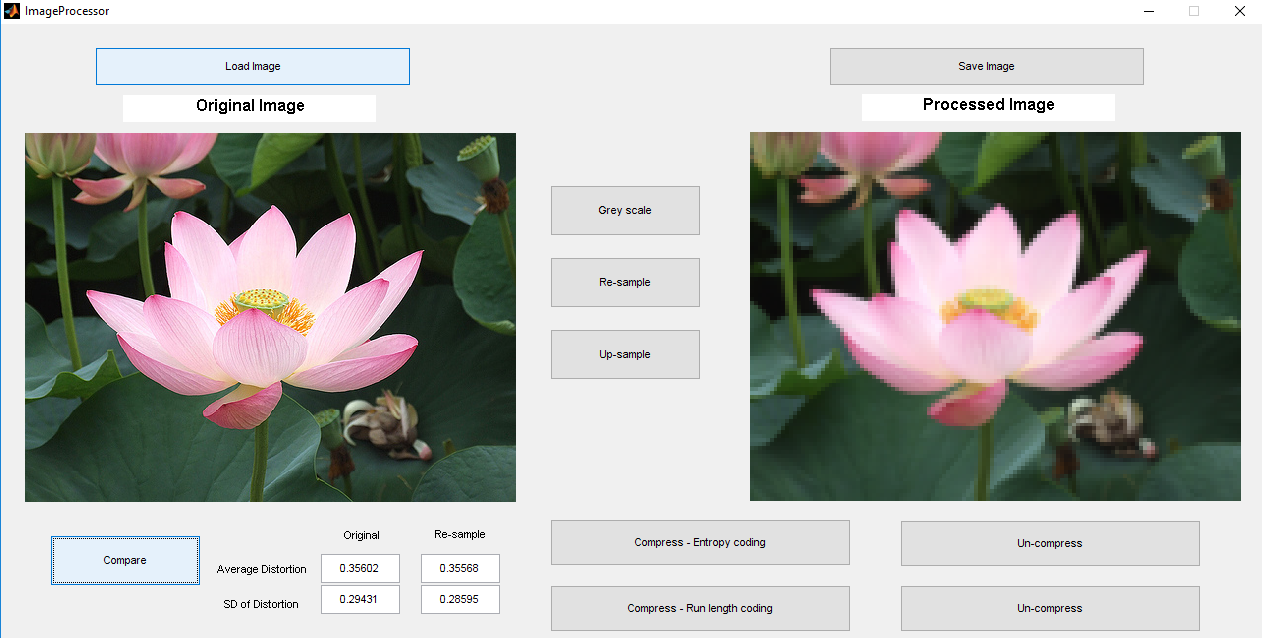 ImageProcessor
Load Image
Save Image
Original Image
Processed Image
Grey scale
Re-sample
Up-sample
Original
Re-sample
Compare
Average Distortion
0.35602
0.35568
SD of Distortion
0.29431
0.28595
Compress - Entropy coding
Un-compress
Compress - Run length coding
Un-compress